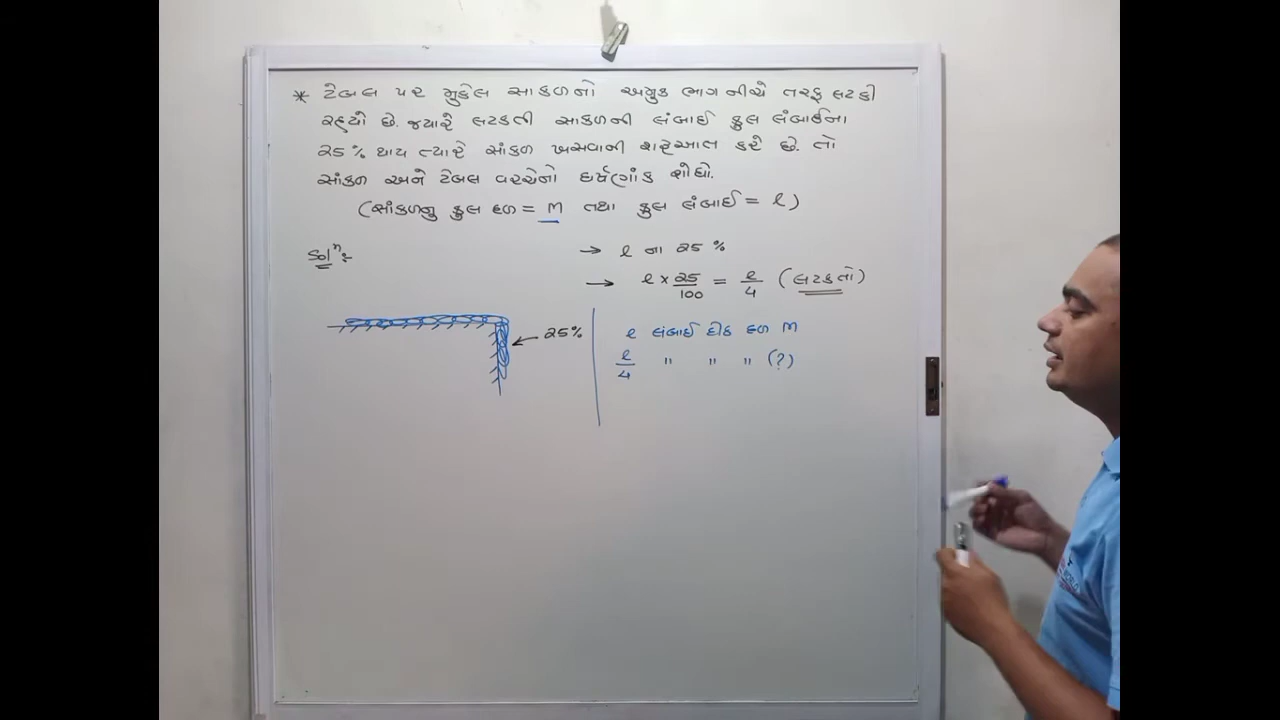 * ટેબલ પર મુકેલ સાકળનો અમુક ભાગ નીચે તરફ લટકી
રહ્યો છે. જ્યારે લટકતી સાકળની લંબાઈ કુલ લંબાઈના
25% થાય ત્યારે સાંકળ ખસવાની શરૂઆત કરે છે. તો
સાંકળ અને ટેબલ વચ્ચેનો ઘર્ષણાંક શોધો.
(સાંકળનુ કુલ દળ = M તથા કુલ લંબાઈ = l)
Solⁿ:-
→ l ના 25 %
→ l × 25/100 = l/4 (લટકતો)
25%
l લંબાઈ દીઠ દળ M
l/4 " " " (?)
WORLD